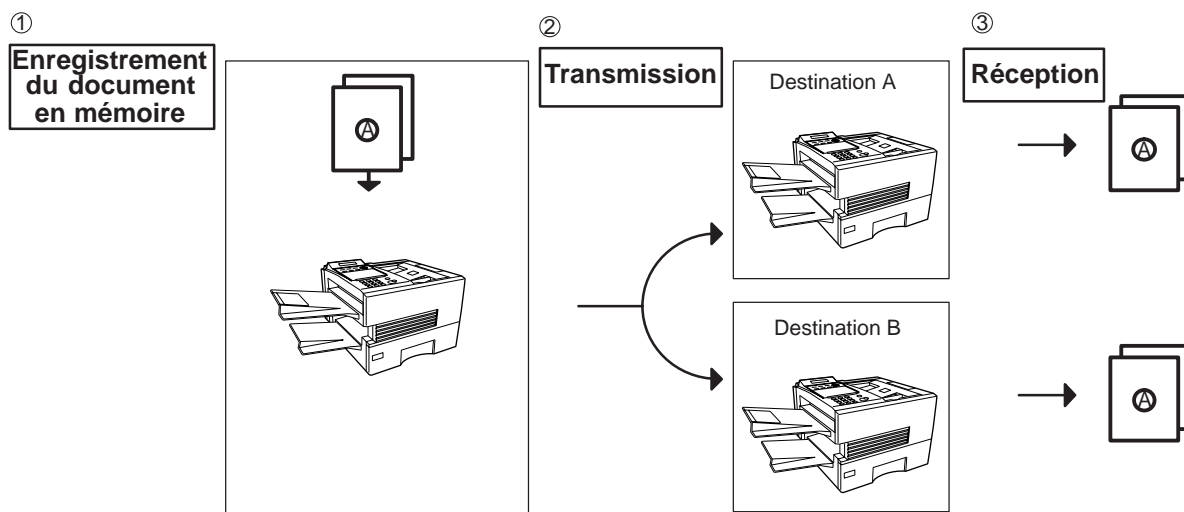 ①
Enregistrement
du document
en mémoire
A
②
Transmission
Destination A
Destination B
③
Réception
A
A